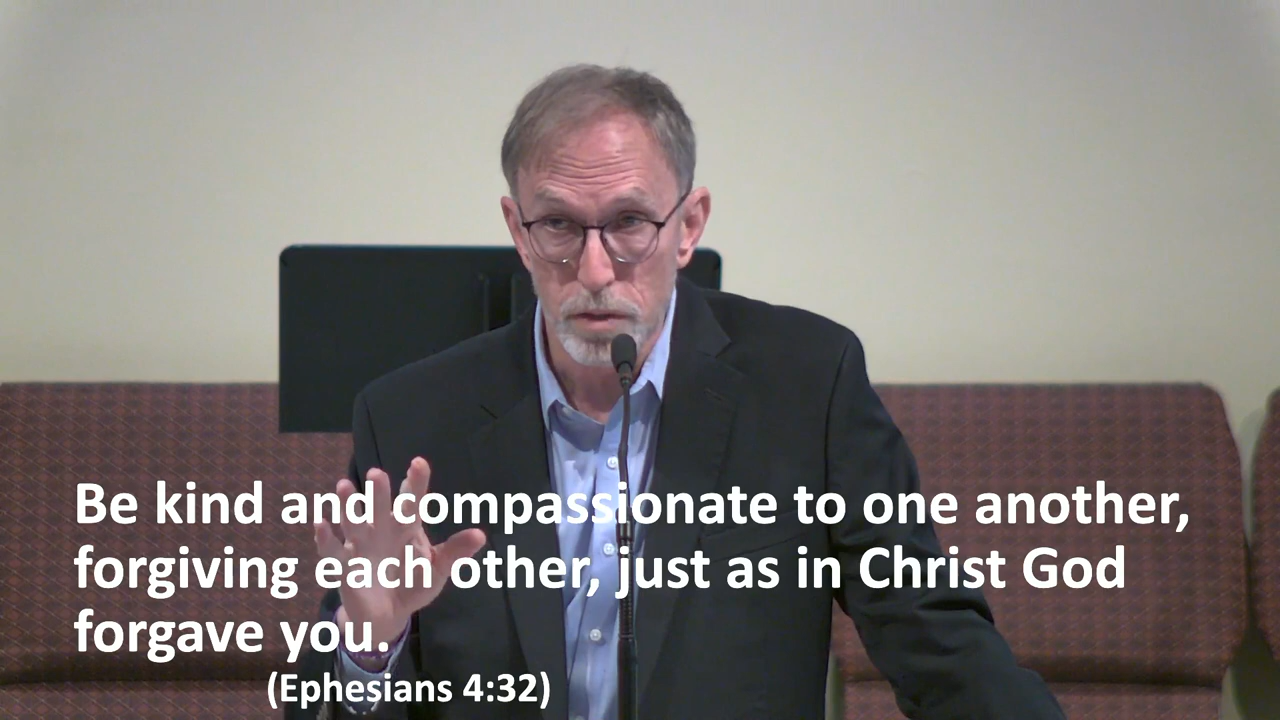 Be kind and compassionate to one another,
forgiving each other, just as in Christ God
forgave you.
(Ephesians 4:32)